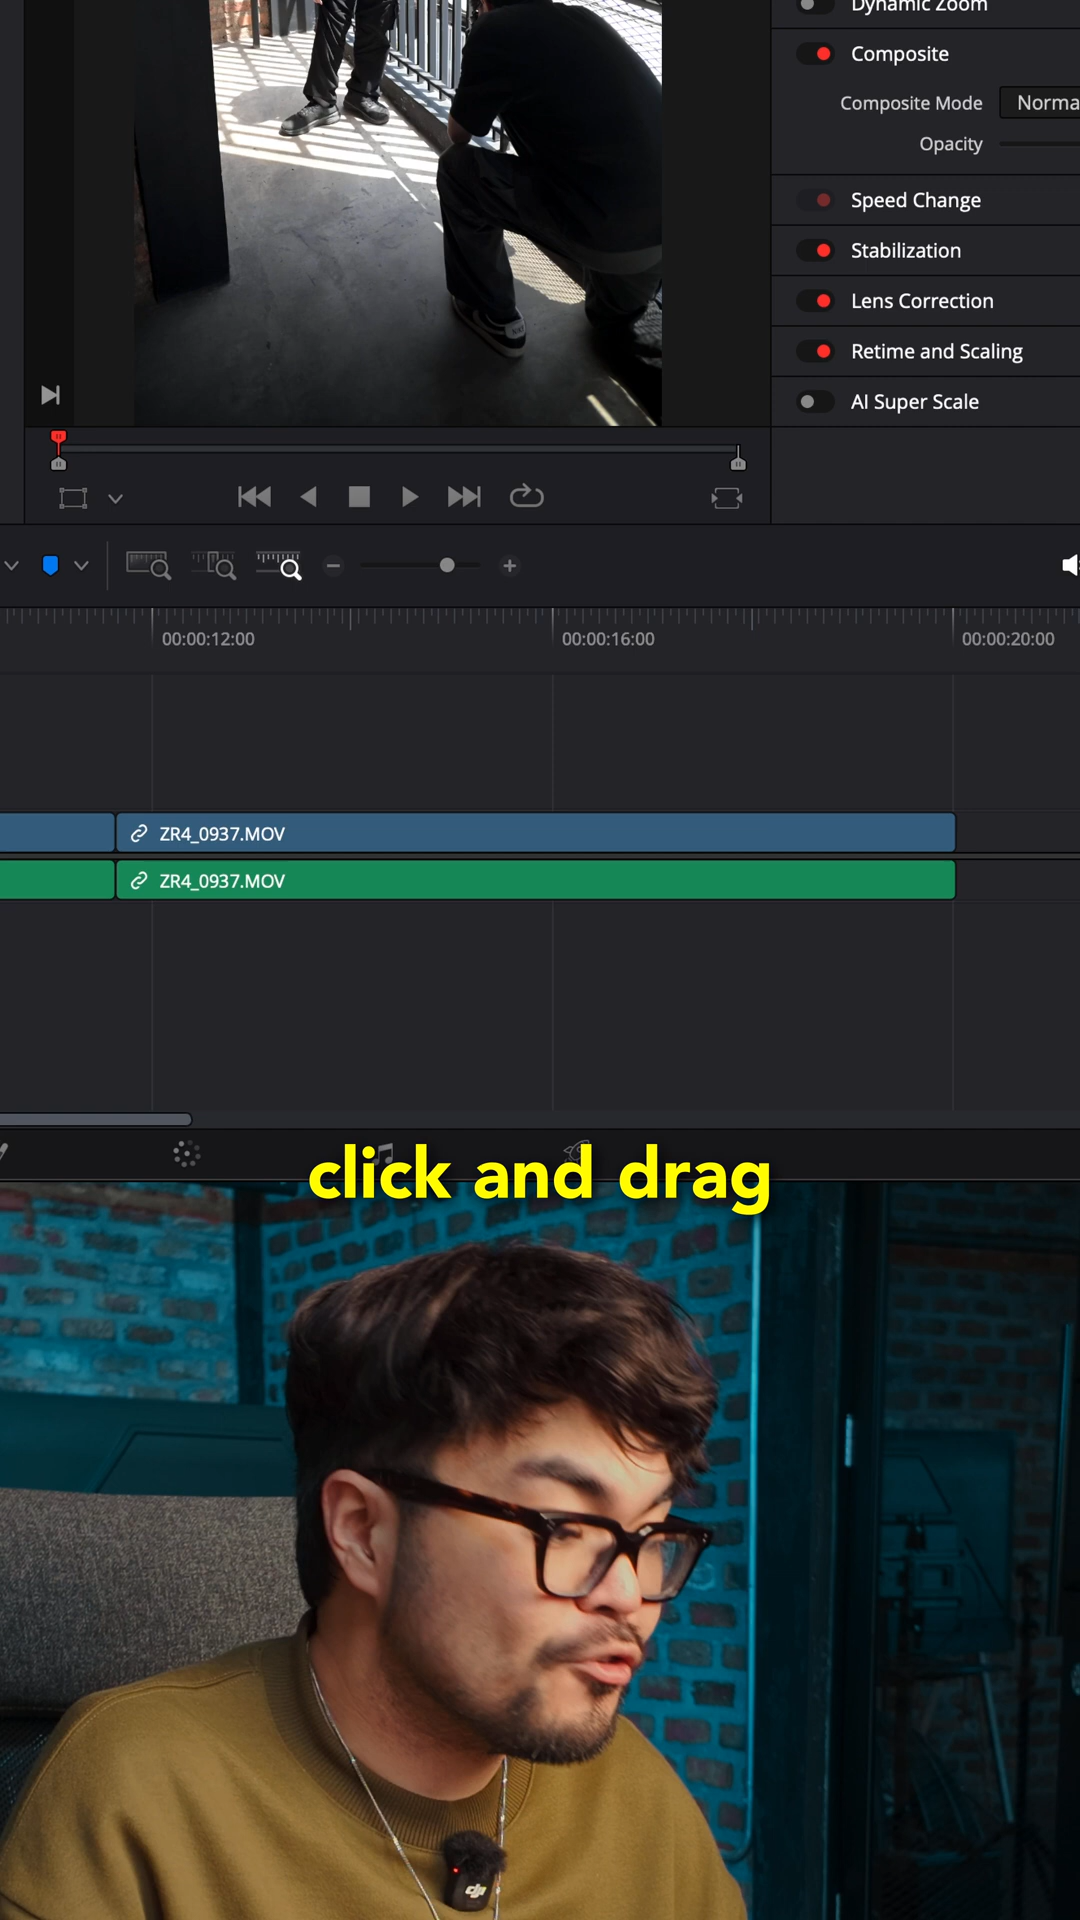 Dynamic Zoom
Composite
Composite Mode
Norma
Opacity
Speed Change
Stabilization
Lens Correction
Retime and Scaling
AI Super Scale
00:00:12:00
00:00:16:00
00:00:20:00
ZR4_0937.MOV
ZR4_0937.MOV
click and drag
dji